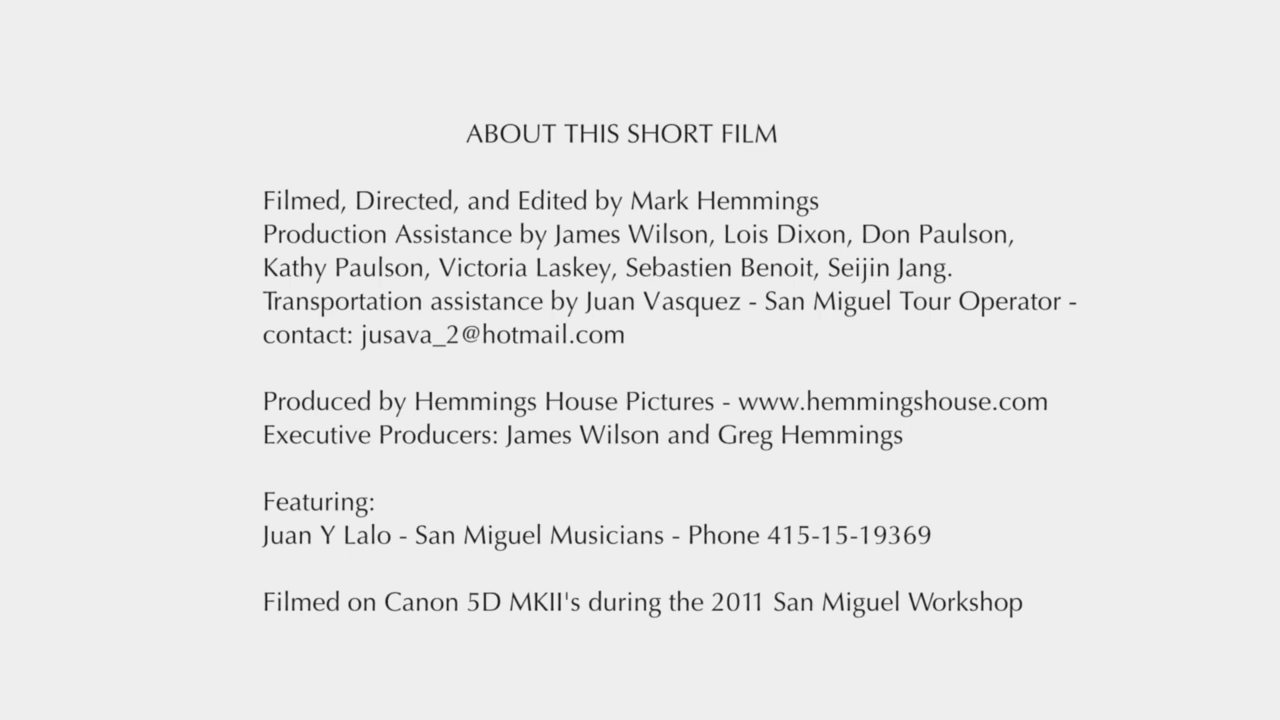 ABOUT THIS SHORT FILM
Filmed, Directed, and Edited by Mark Hemmings
Production Assistance by James Wilson, Lois Dixon, Don Paulson,
Kathy Paulson, Victoria Laskey, Sebastien Benoit, Seijin Jang.
Transportation assistance by Juan Vasquez - San Miguel Tour Operator -
contact: jusava_2@hotmail.com
Produced by Hemmings House Pictures - www.hemmingshouse.com
Executive Producers: James Wilson and Greg Hemmings
Featuring:
Juan Y Lalo - San Miguel Musicians - Phone 415-15-19369
Filmed on Canon 5D MKII's during the 2011 San Miguel Workshop